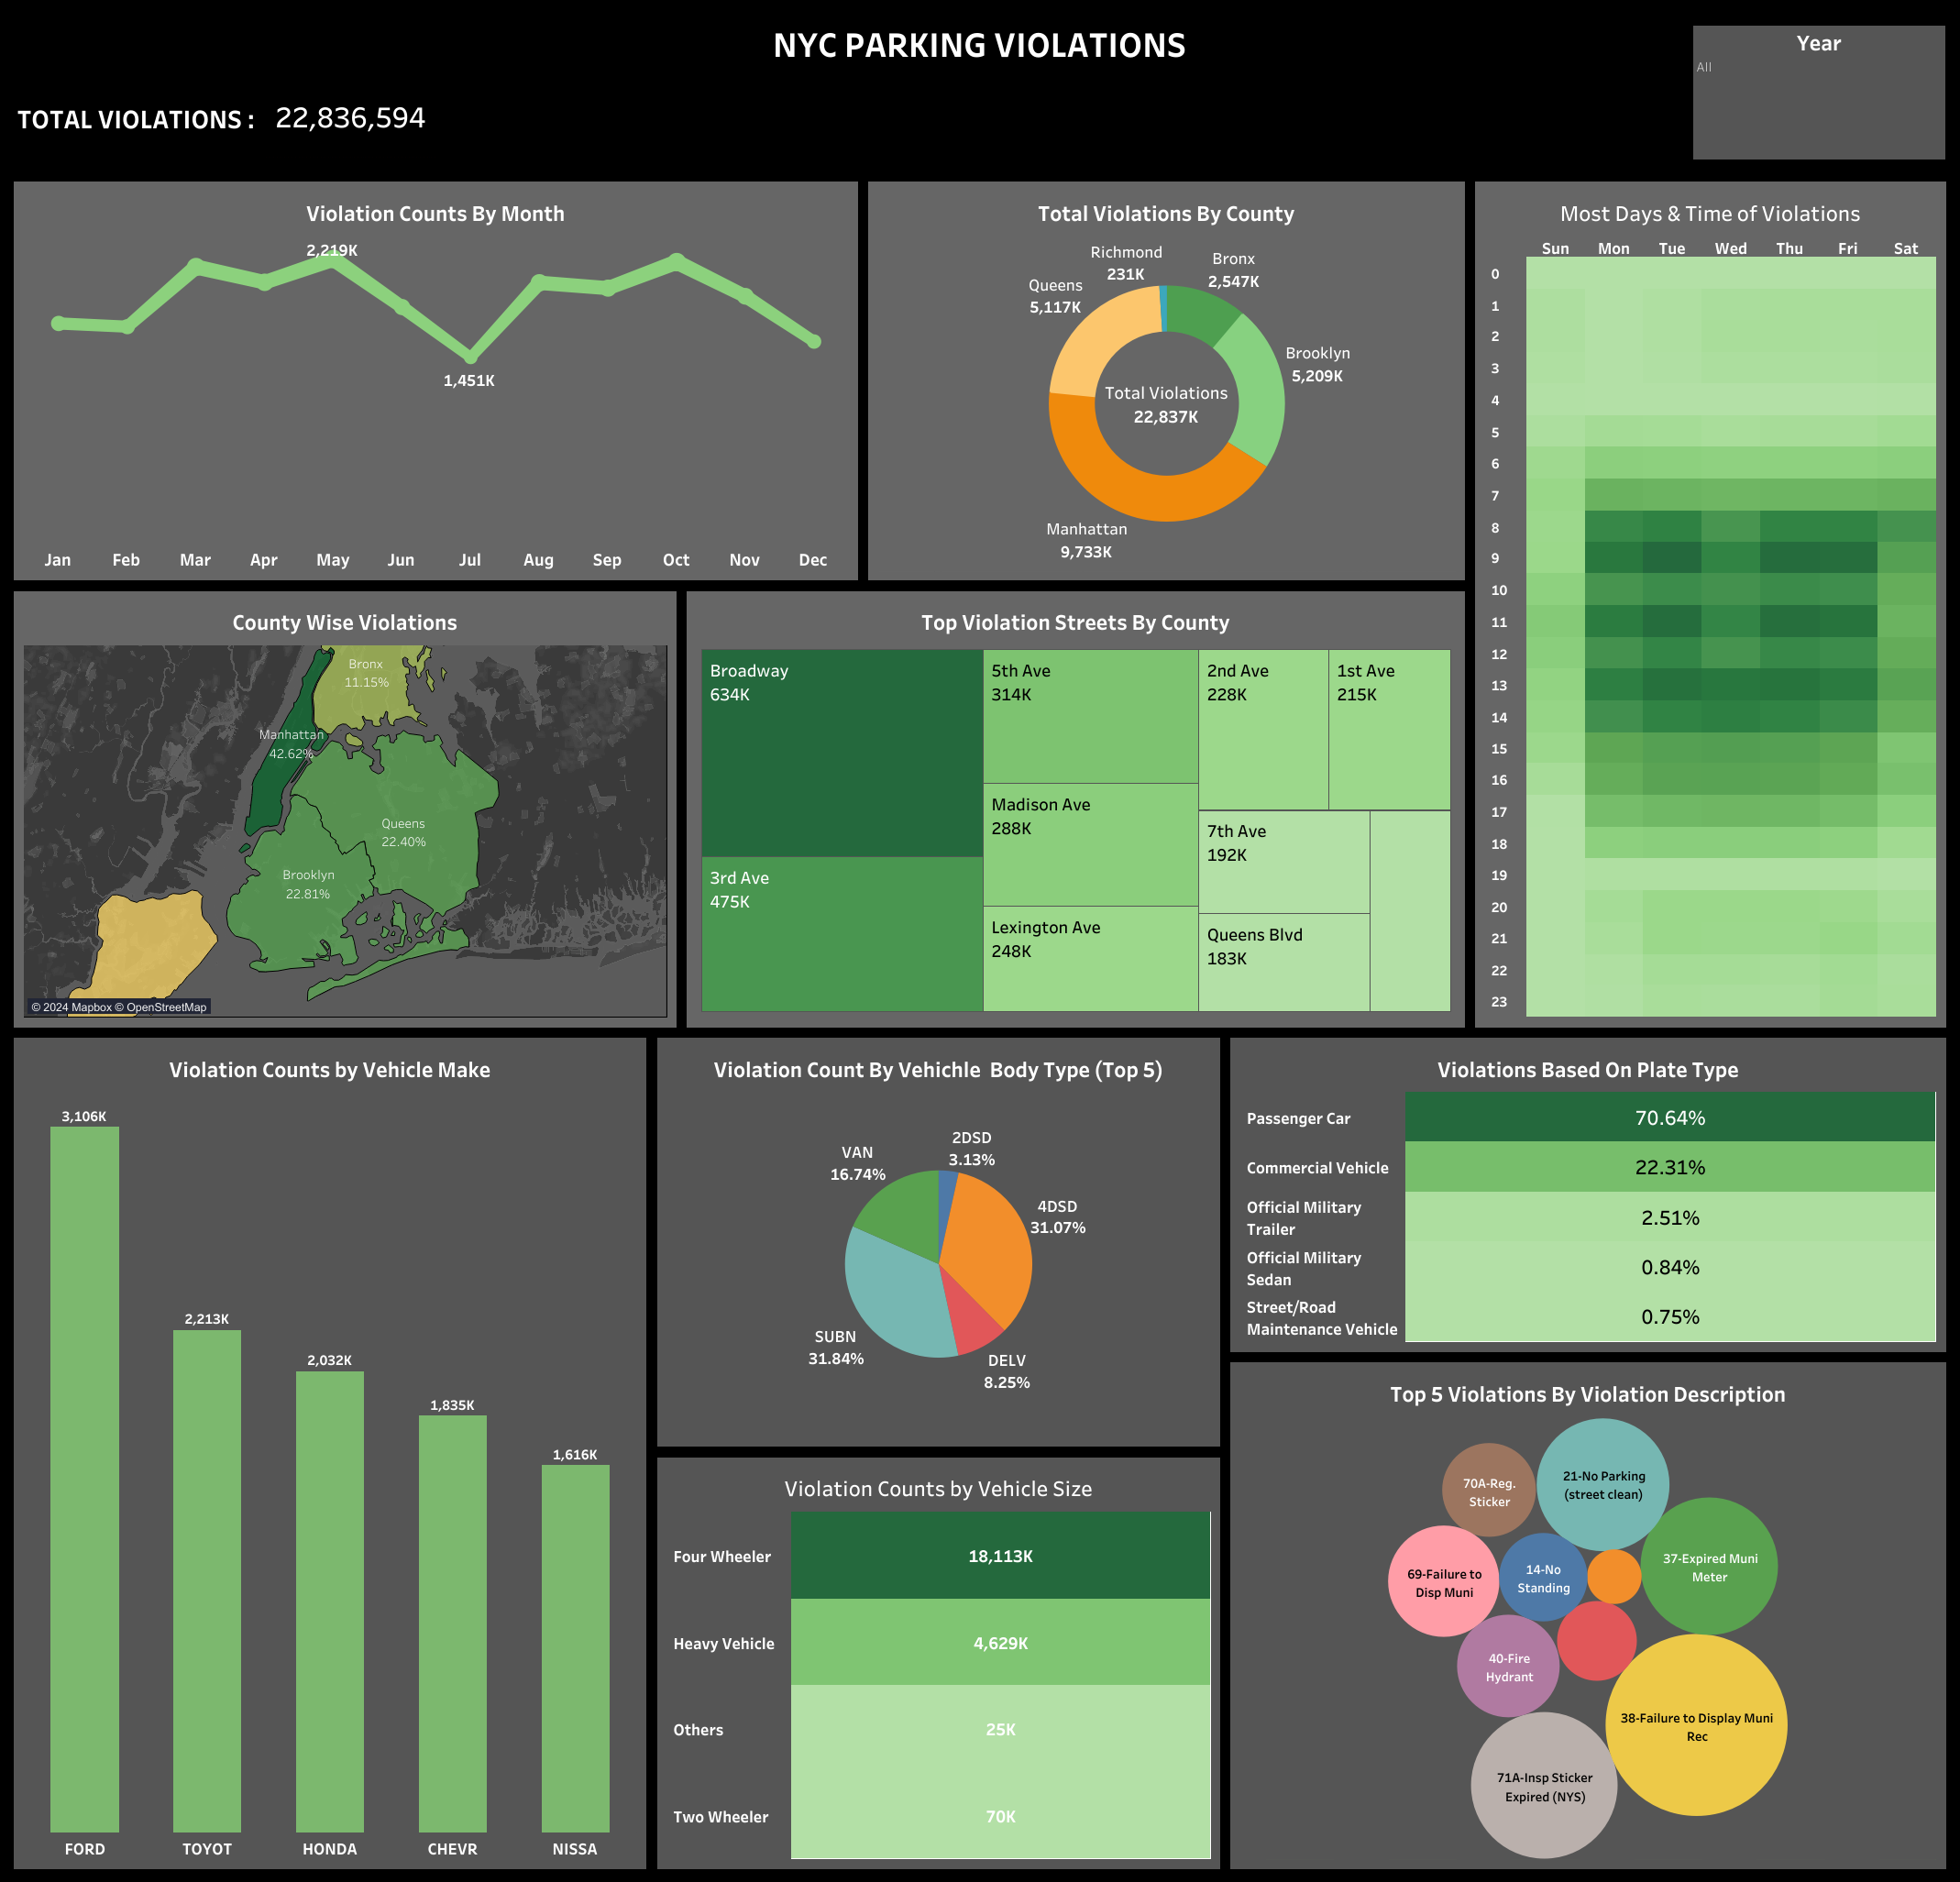 NYC PARKING VIOLATIONS
Year
All
TOTAL VIOLATIONS : 22,836,594
Violation Counts By Month
2,219K
1,451K
Jan Feb Mar Apr May Jun Jul Aug Sep Oct Nov Dec
Total Violations By County
Richmond
231K
Bronx
2,547K
Queens
5,117K
Brooklyn
5,209K
Total Violations
22,837K
Manhattan
9,733K
Most Days & Time of Violations
Sun Mon Tue Wed Thu Fri Sat
0
1
2
3
4
5
6
7
8
9
10
11
12
13
14
15
16
17
18
19
20
21
22
23
County Wise Violations
Bronx
11.15%
Manhattan
42.62%
Queens
22.40%
Brooklyn
22.81%
© 2024 Mapbox © OpenStreetMap
Top Violation Streets By County
Broadway
634K
3rd Ave
475K
5th Ave
314K
Madison Ave
288K
Lexington Ave
248K
2nd Ave
228K
1st Ave
215K
7th Ave
192K
Queens Blvd
183K
Violation Counts by Vehicle Make
3,106K
2,213K
2,032K
1,835K
1,616K
FORD TOYOT HONDA CHEVR NISSA
Violation Count By Vehichle Body Type (Top 5)
2DSD
3.13%
VAN
16.74%
4DSD
31.07%
SUBN
31.84%
DELV
8.25%
Violation Counts by Vehicle Size
Four Wheeler 18,113K
Heavy Vehicle 4,629K
Others 25K
Two Wheeler 70K
Violations Based On Plate Type
Passenger Car 70.64%
Commercial Vehicle 22.31%
Official Military
Trailer
2.51%
Official Military
Sedan
0.84%
Street/Road
Maintenance Vehicle
0.75%
Top 5 Violations By Violation Description
70A-Reg.
Sticker
21-No Parking
(street clean)
37-Expired Muni
Meter
69-Failure to
Disp Muni
14-No
Standing
40-Fire
Hydrant
38-Failure to Display Muni
Rec
71A-Insp Sticker
Expired (NYS)